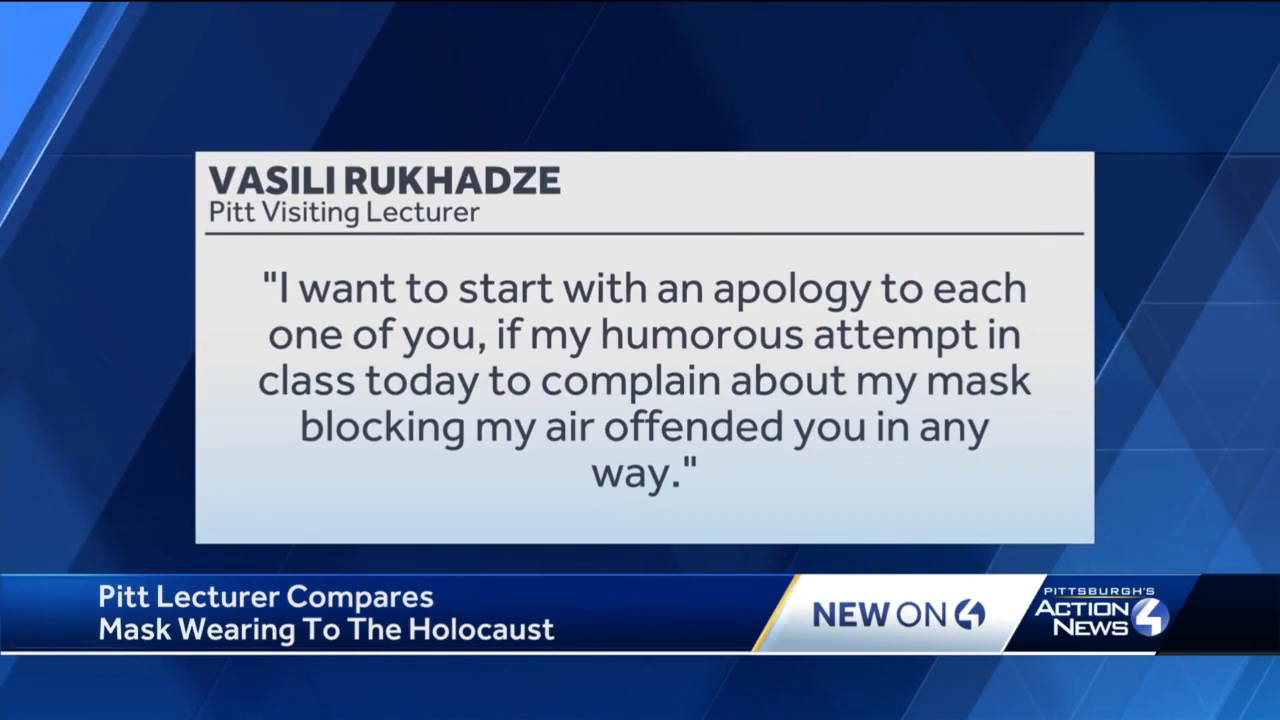 VASILI RUKHADZE
Pitt Visiting Lecturer
"I want to start with an apology to each
one of you, if my humorous attempt in
class today to complain about my mask
blocking my air offended you in any
way."
Pitt Lecturer Compares
Mask Wearing To The Holocaust
NEW ON 4
PITTSBURGH'S
ACTION
NEWS 4